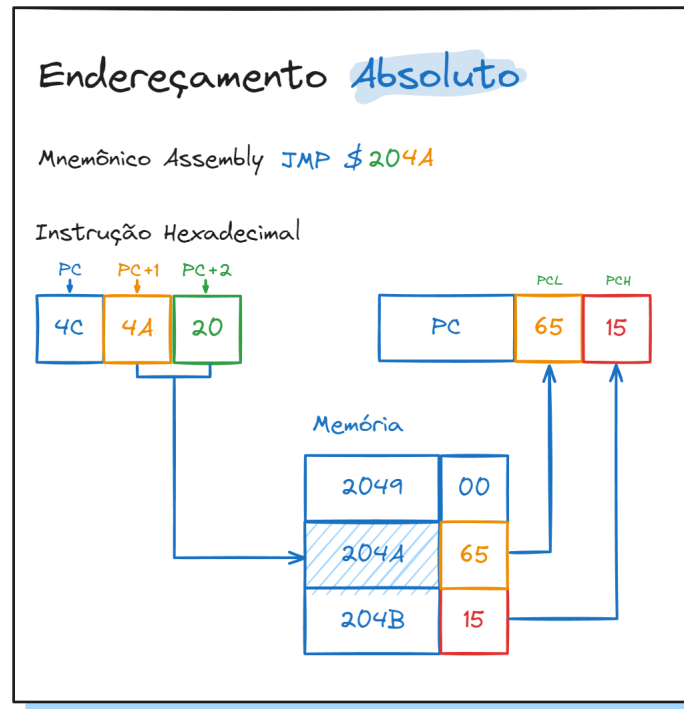 Endereçamento Absoluto
Mnemônico Assembly JMP $204A
Instrução Hexadecimal
PC PC+1 PC+2
4C 4A 20
PCL PCH
PC 65 15
Memória
2049 00
204A 65
204B 15